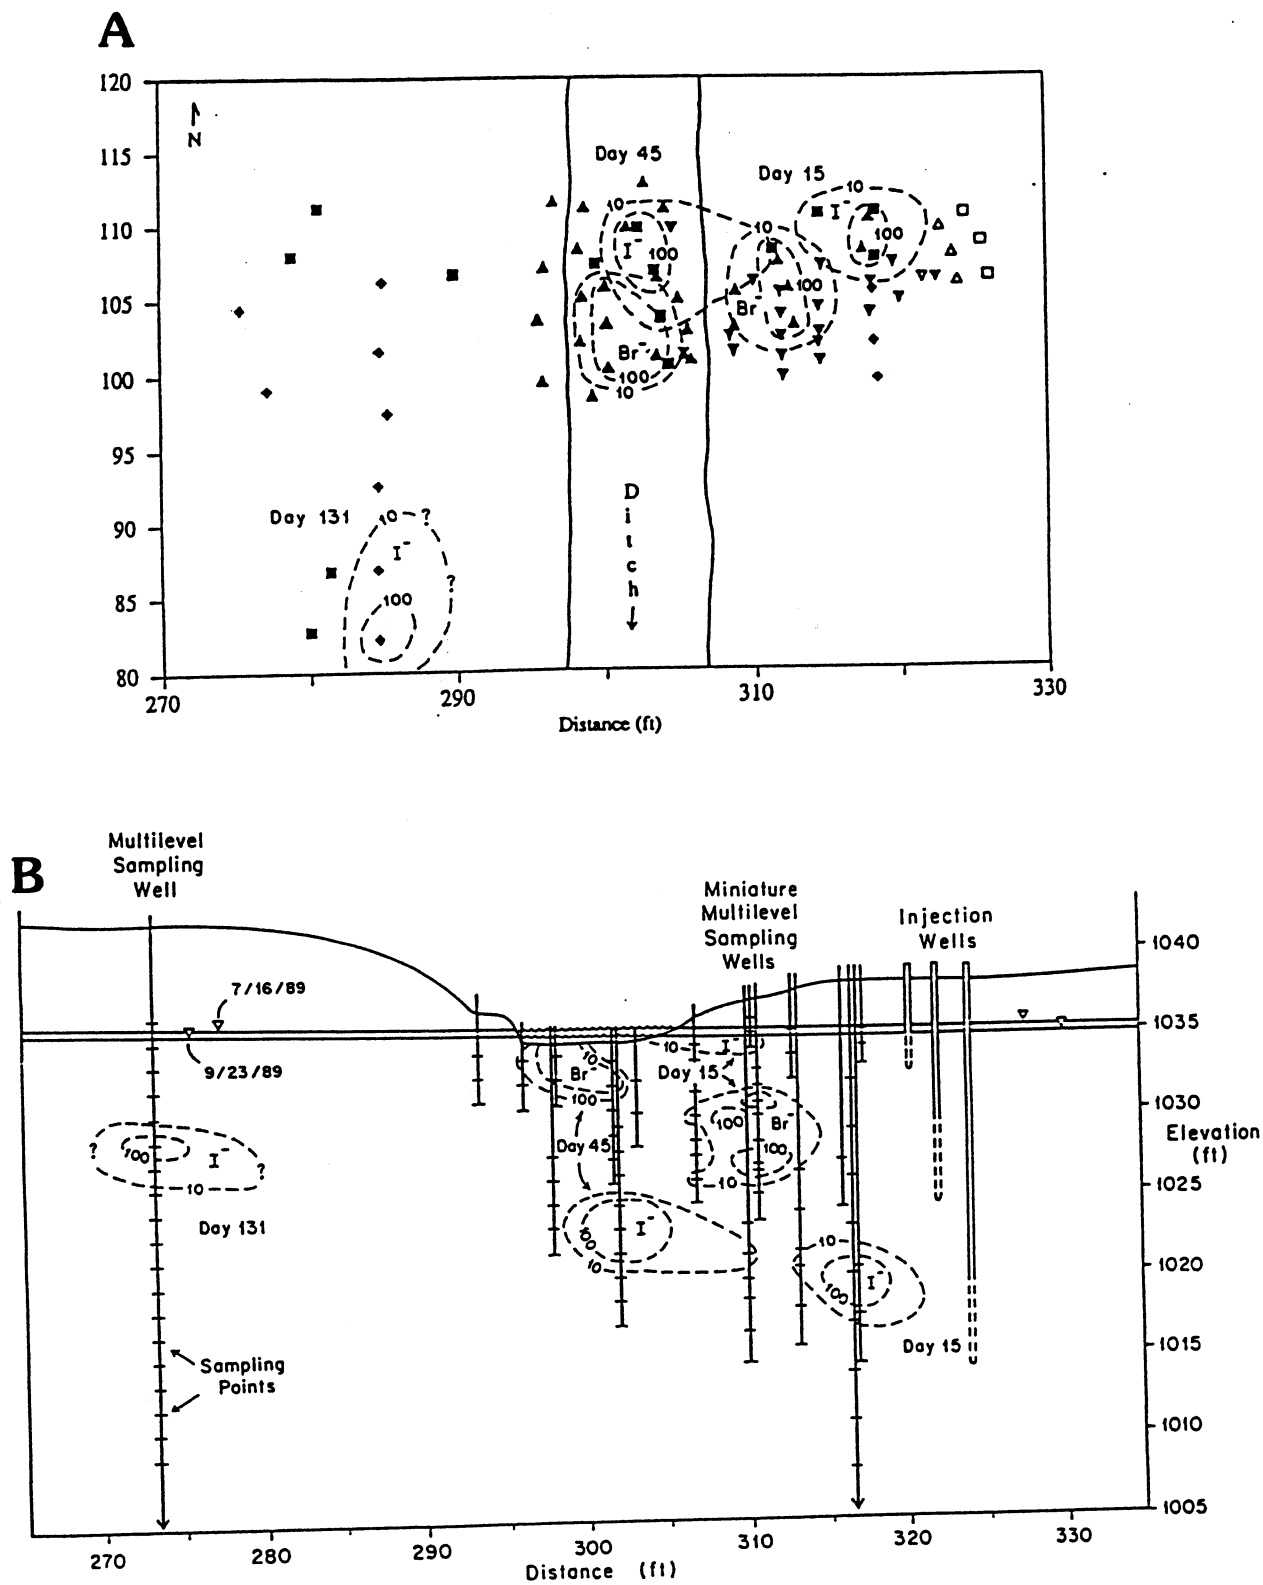 A
120
115
110
105
100
95
90
85
80
N
Day 45
Day 15
10
I-
100
10
I-
100
10
100
Br-
Br-
100
10
Day 131
10
?
I-
?
100
D
i
t
c
h
270
290
310
330
Distance (ft)
B
Multilevel
Sampling
Well
Miniature
Multilevel
Sampling
Wells
Injection
Wells
7/16/89
9/23/89
1040
1035
1030
Elevation
(ft)
1025
1020
1015
1010
1005
10
Br-
100
10
I-
Day 15
100
Br-
100
10
Day 45
?
100
I-
?
10
Day 131
100
I-
10
10
100
I-
Day 15
Sampling
Points
270
280
290
300
310
320
330
Distance (ft)